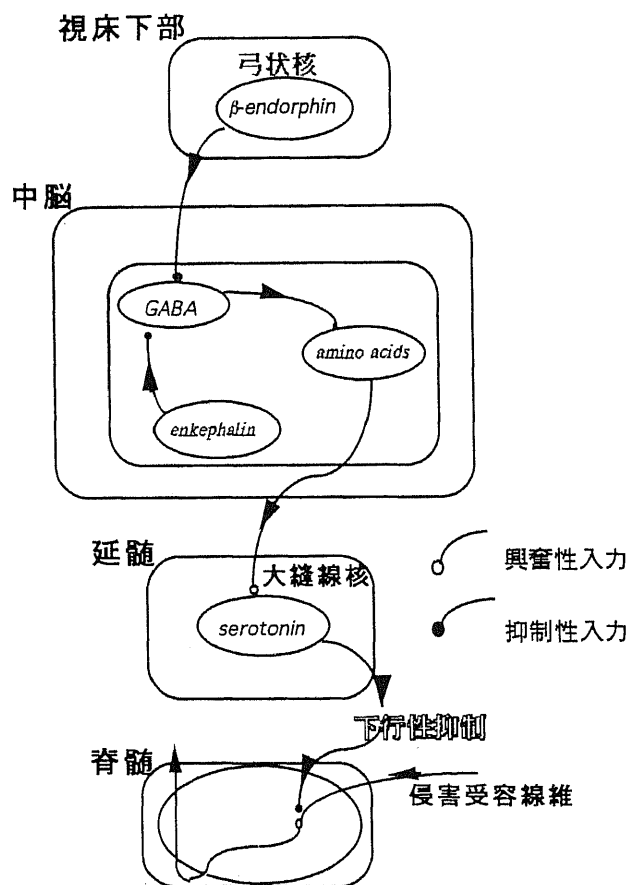 視床下部
弓状核
β-endorphin
中脳
GABA
amino acids
enkephalin
延髄
大縫線核
serotonin
興奮性入力
抑制性入力
下行性抑制
脊髄
侵害受容線維